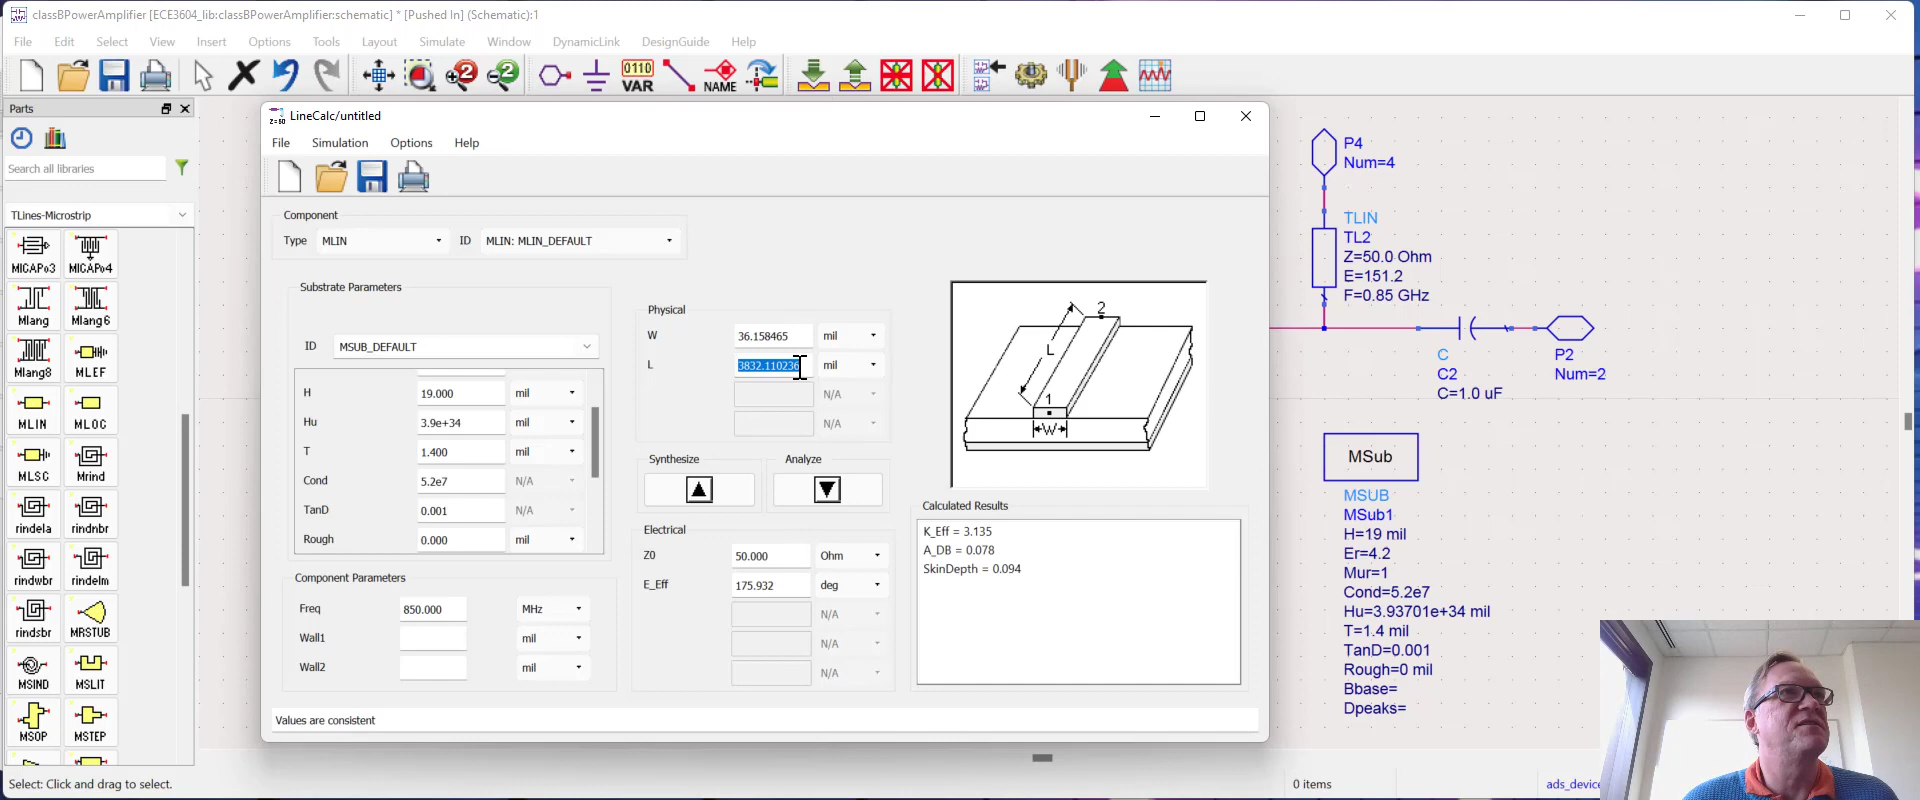 classBPowerAmplifier [ECE3604_lib:classBPowerAmplifier:schematic] * [Pushed In] (Schematic):1
File Edit Select View Insert Options Tools Layout Simulate Window DynamicLink DesignGuide Help
0110
VAR
NAME
2
2
Parts
Search all libraries
TLines-Microstrip
MICAPo3 MICAPo4
Mlang Mlang6
Mlang8 MLEF
MLIN MLOC
MLSC Mrind
rindela rindnbr
rindwbr rindelm
rindsbr MRSTUB
MSIND MSLIT
MSOP MSTEP
Select: Click and drag to select.
LineCalc/untitled
File Simulation Options Help
Component
Type MLIN ID MLIN: MLIN_DEFAULT
Substrate Parameters
ID MSUB_DEFAULT
H 19.000 mil
Hu 3.9e+34 mil
T 1.400 mil
Cond 5.2e7 N/A
TanD 0.001 N/A
Rough 0.000 mil
Component Parameters
Freq 850.000 MHz
Wall1 mil
Wall2 mil
Physical
W 36.158465 mil
L 3832.110236 mil
N/A
N/A
Synthesize Analyze
Electrical
Z0 50.000 Ohm
E_Eff 175.932 deg
N/A
N/A
N/A
L
1
2
W
Calculated Results
K_Eff = 3.135
A_DB = 0.078
SkinDepth = 0.094
Values are consistent
P4
Num=4
TLIN
TL2
Z=50.0 Ohm
E=151.2
F=0.85 GHz
C
C2
C=1.0 uF
P2
Num=2
MSub
MSUB
MSub1
H=19 mil
Er=4.2
Mur=1
Cond=5.2e7
Hu=3.93701e+34 mil
T=1.4 mil
TanD=0.001
Rough=0 mil
Bbase=
Dpeaks=
0 items
ads_device